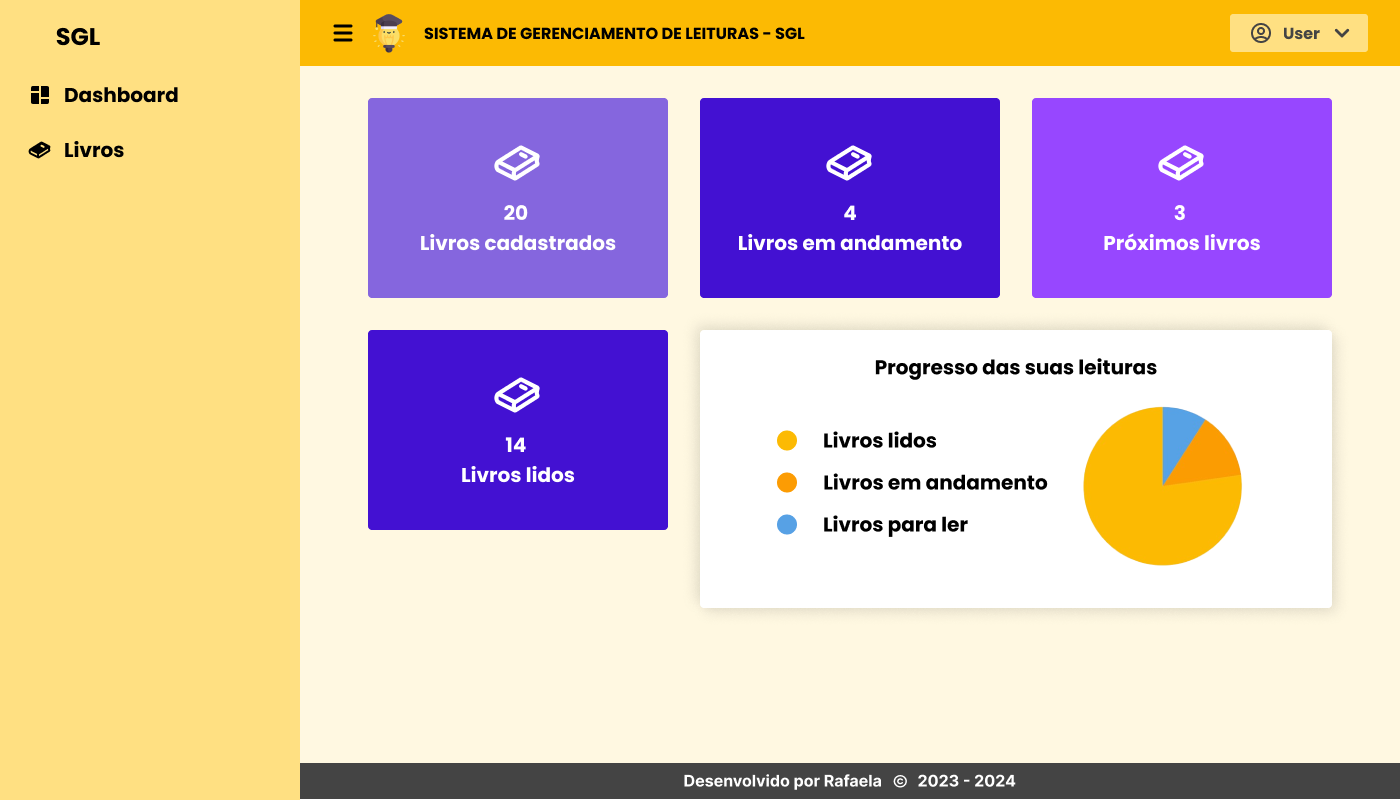 SGL
Dashboard
Livros
SISTEMA DE GERENCIAMENTO DE LEITURAS - SGL
User
20
Livros cadastrados
4
Livros em andamento
3
Próximos livros
14
Livros lidos
Progresso das suas leituras
Livros lidos
Livros em andamento
Livros para ler
Desenvolvido por Rafaela © 2023 - 2024